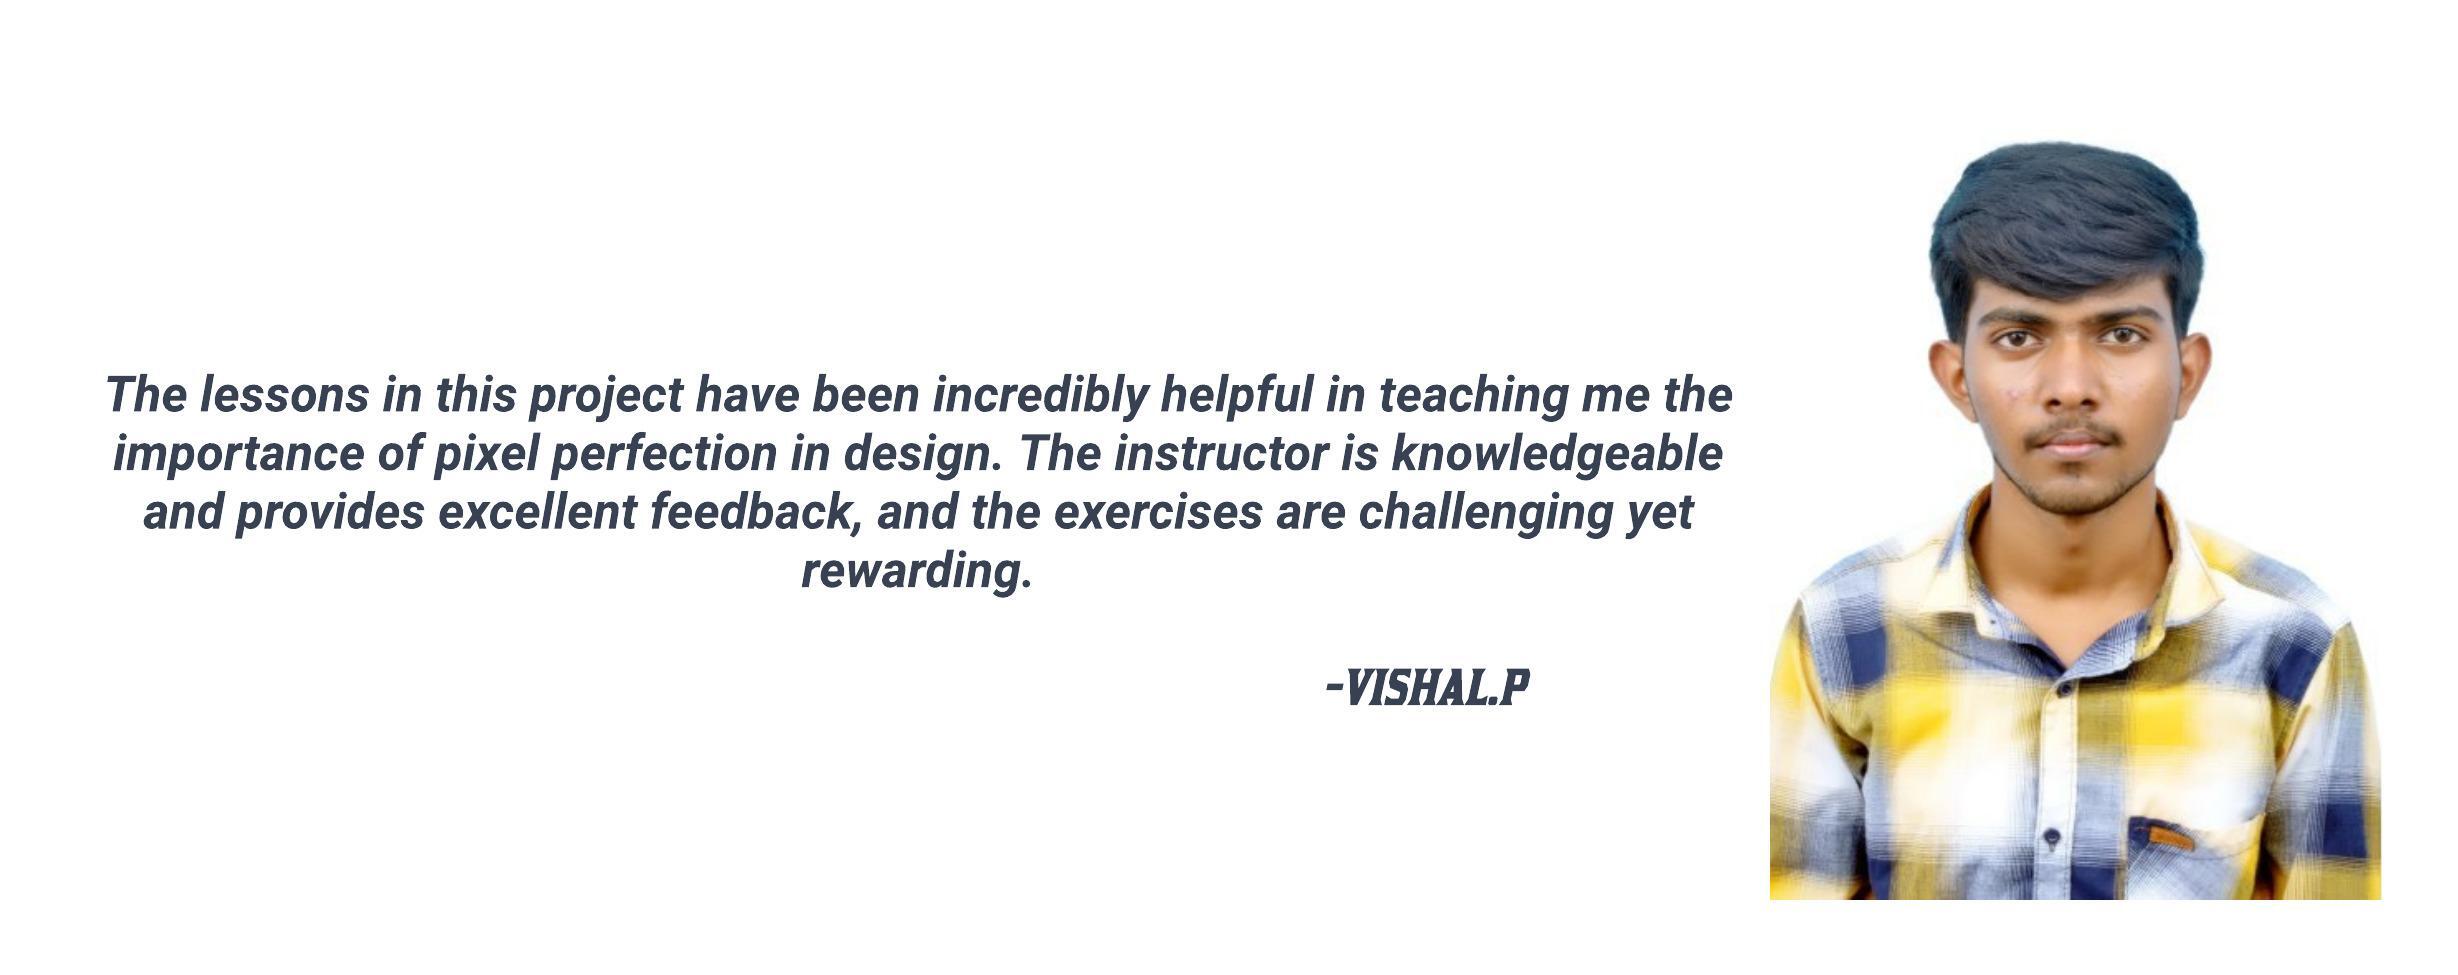 The lessons in this project have been incredibly helpful in teaching me the
importance of pixel perfection in design. The instructor is knowledgeable
and provides excellent feedback, and the exercises are challenging yet
rewarding.
-VISHAL.P